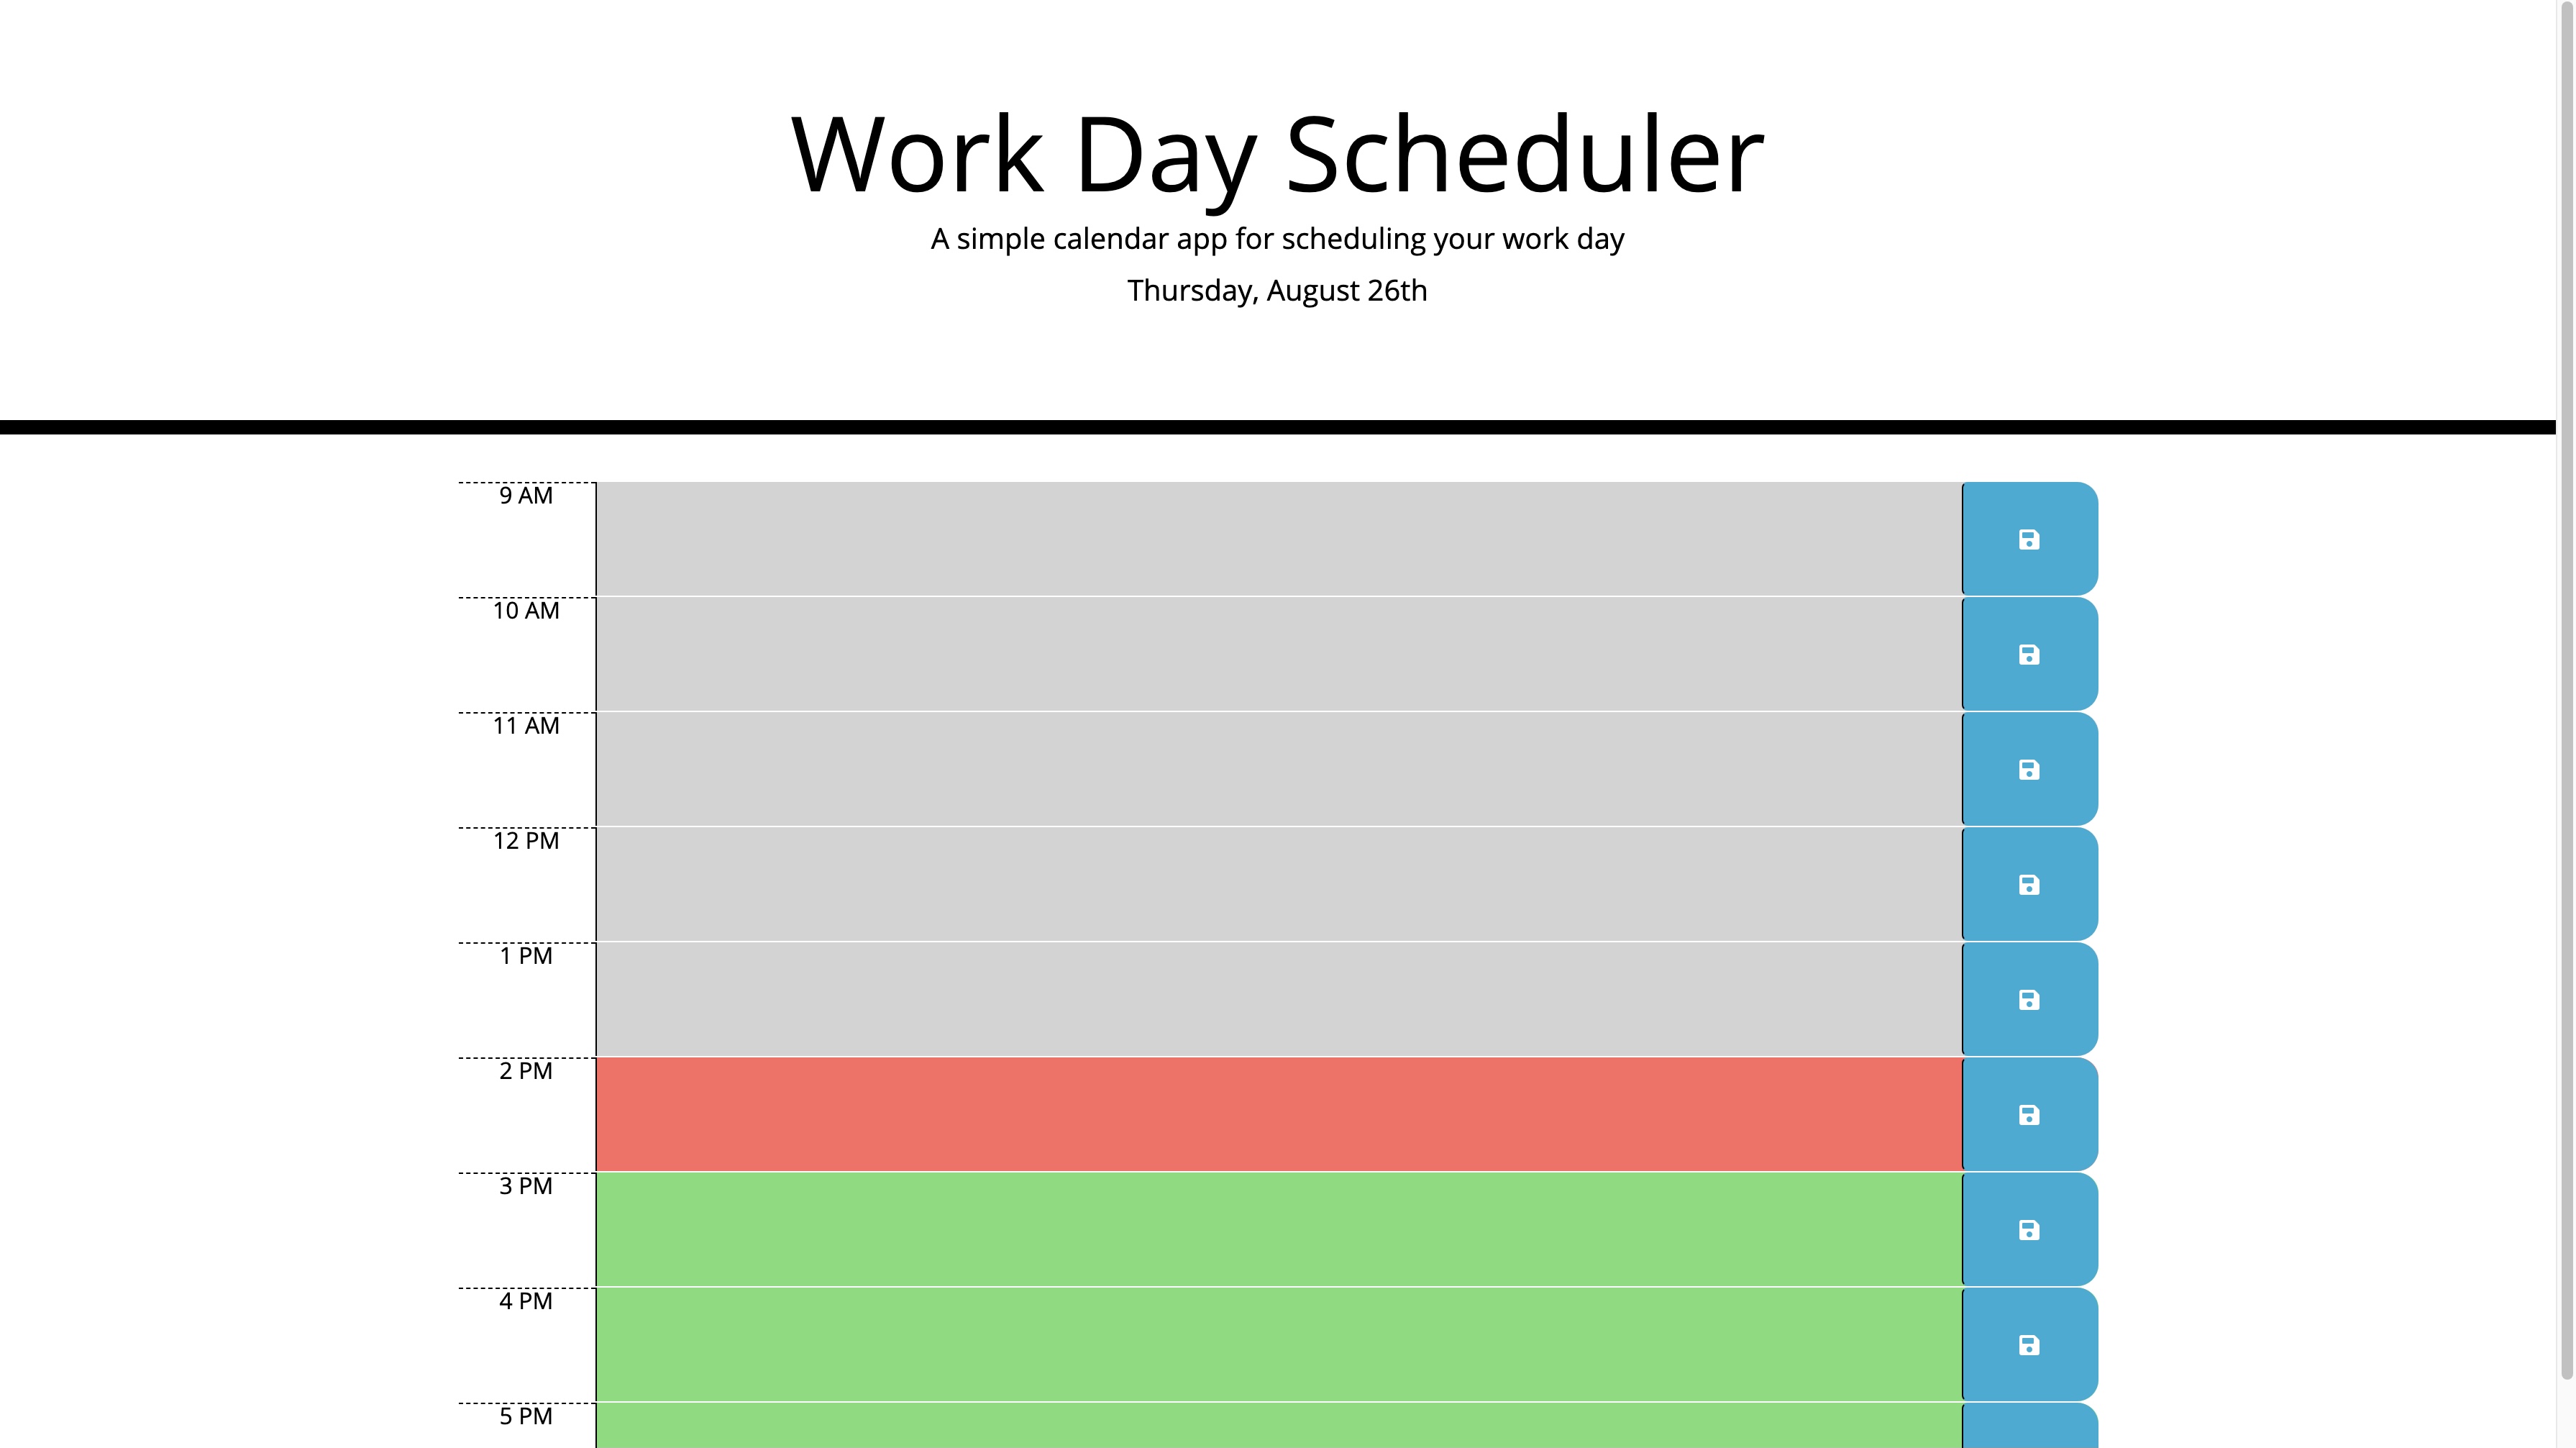 Work Day Scheduler
A simple calendar app for scheduling your work day
Thursday, August 26th
9 AM
10 AM
11 AM
12 PM
1 PM
2 PM
3 PM
4 PM
5 PM